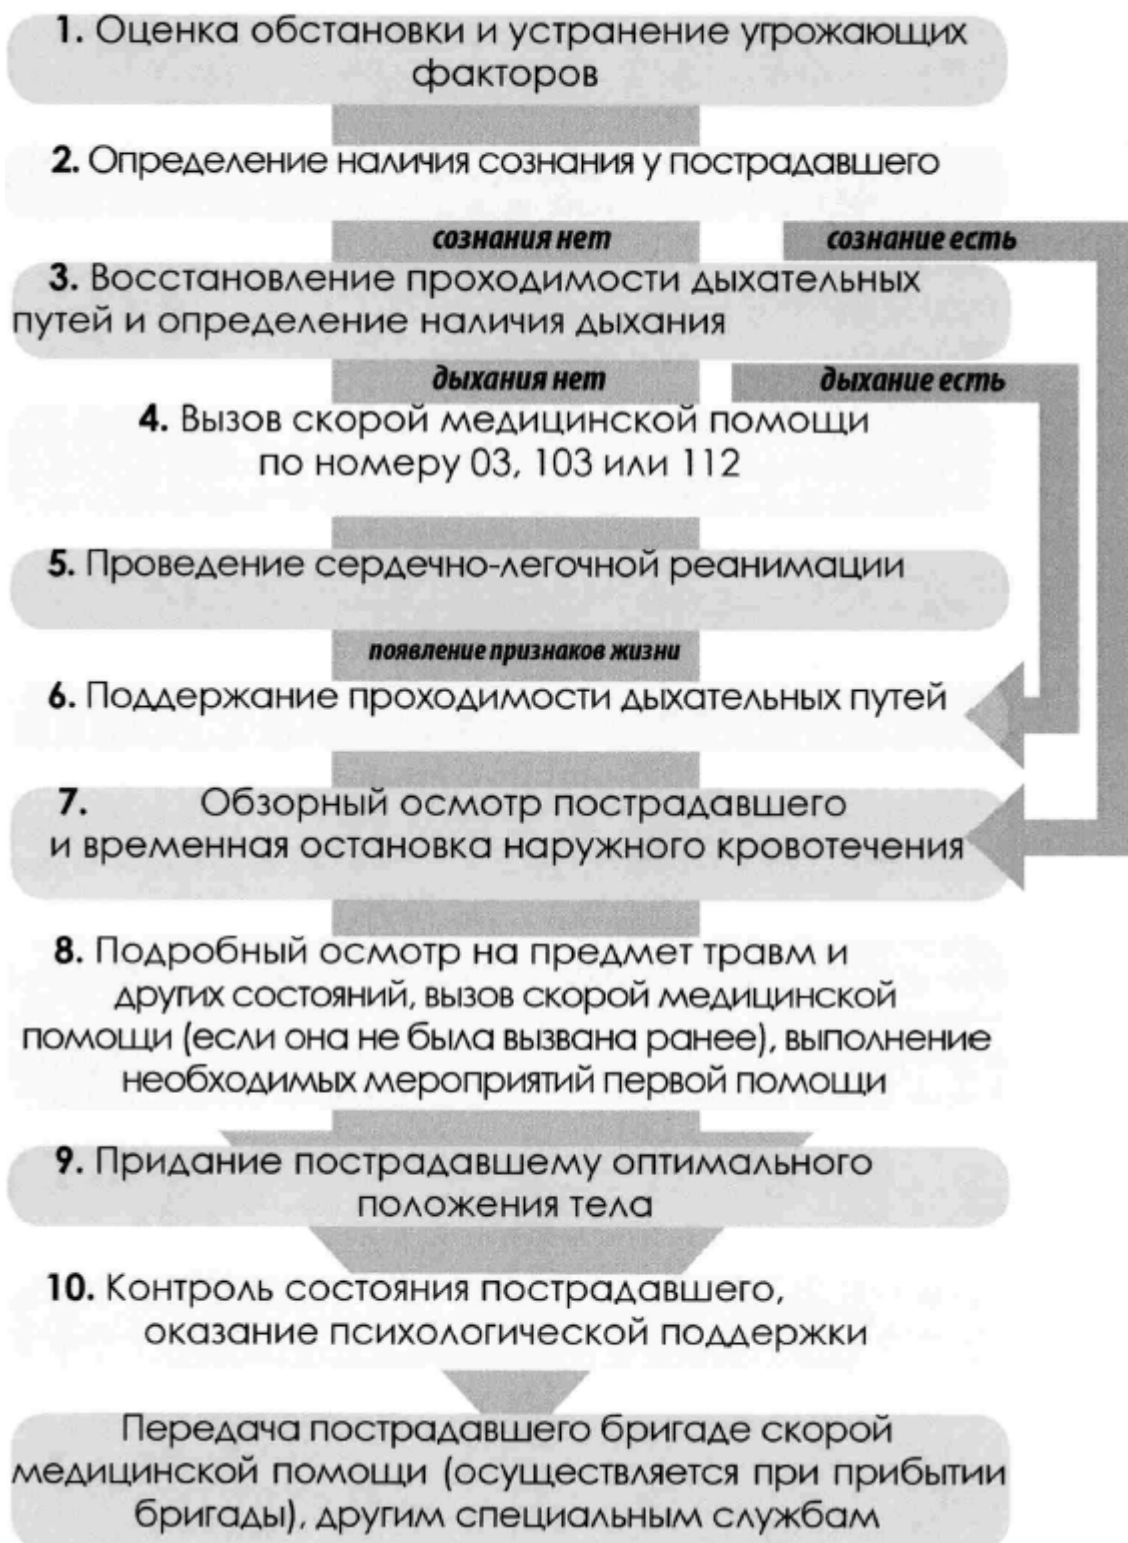 1. Оценка обстановки и устранение угрожающих
факторов
2. Определение наличия сознания у пострадавшего
сознания нет
сознание есть
3. Восстановление проходимости дыхательных
путей и определение наличия дыхания
дыхания нет
дыхание есть
4. Вызов скорой медицинской помощи
по номеру 03, 103 или 112
5. Проведение сердечно-легочной реанимации
появление признаков жизни
6. Поддержание проходимости дыхательных путей
7. Обзорный осмотр пострадавшего
и временная остановка наружного кровотечения
8. Подробный осмотр на предмет травм и
других состояний, вызов скорой медицинской
помощи (если она не была вызвана ранее), выполнение
необходимых мероприятий первой помощи
9. Придание пострадавшему оптимального
положения тела
10. Контроль состояния пострадавшего,
оказание психологической поддержки
Передача пострадавшего бригаде скорой
медицинской помощи (осуществляется при прибытии
бригады), другим специальным службам